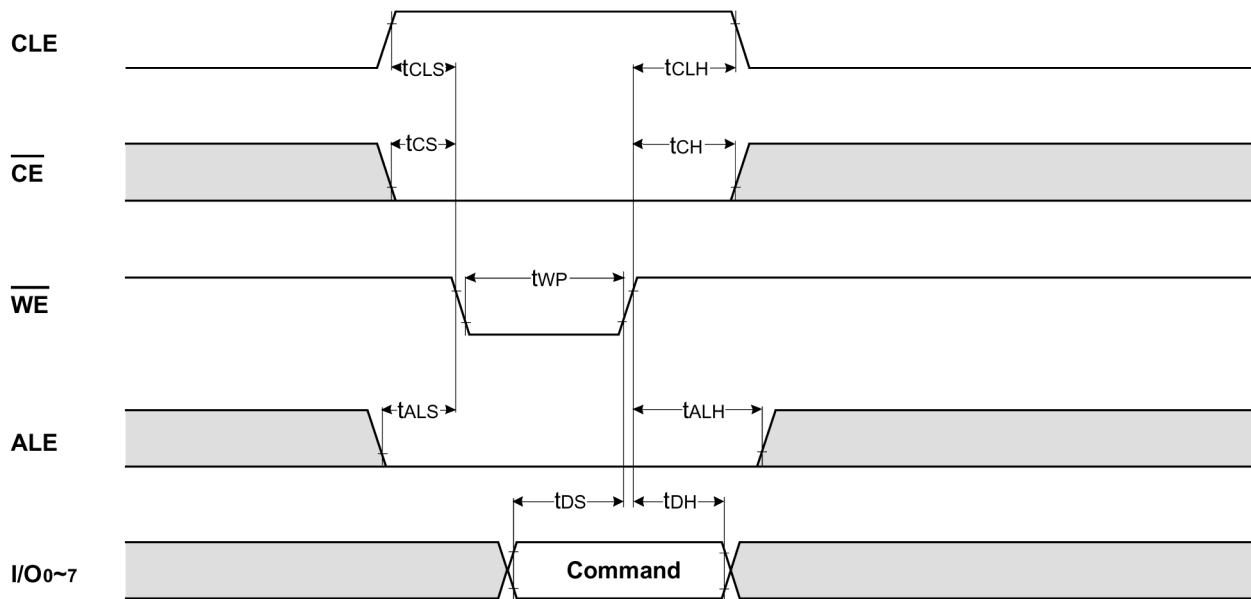 CLE
tCLS
tCLH
CE
tCS
tCH
WE
tWP
ALE
tALS
tALH
tDS
tDH
I/O0~7
Command